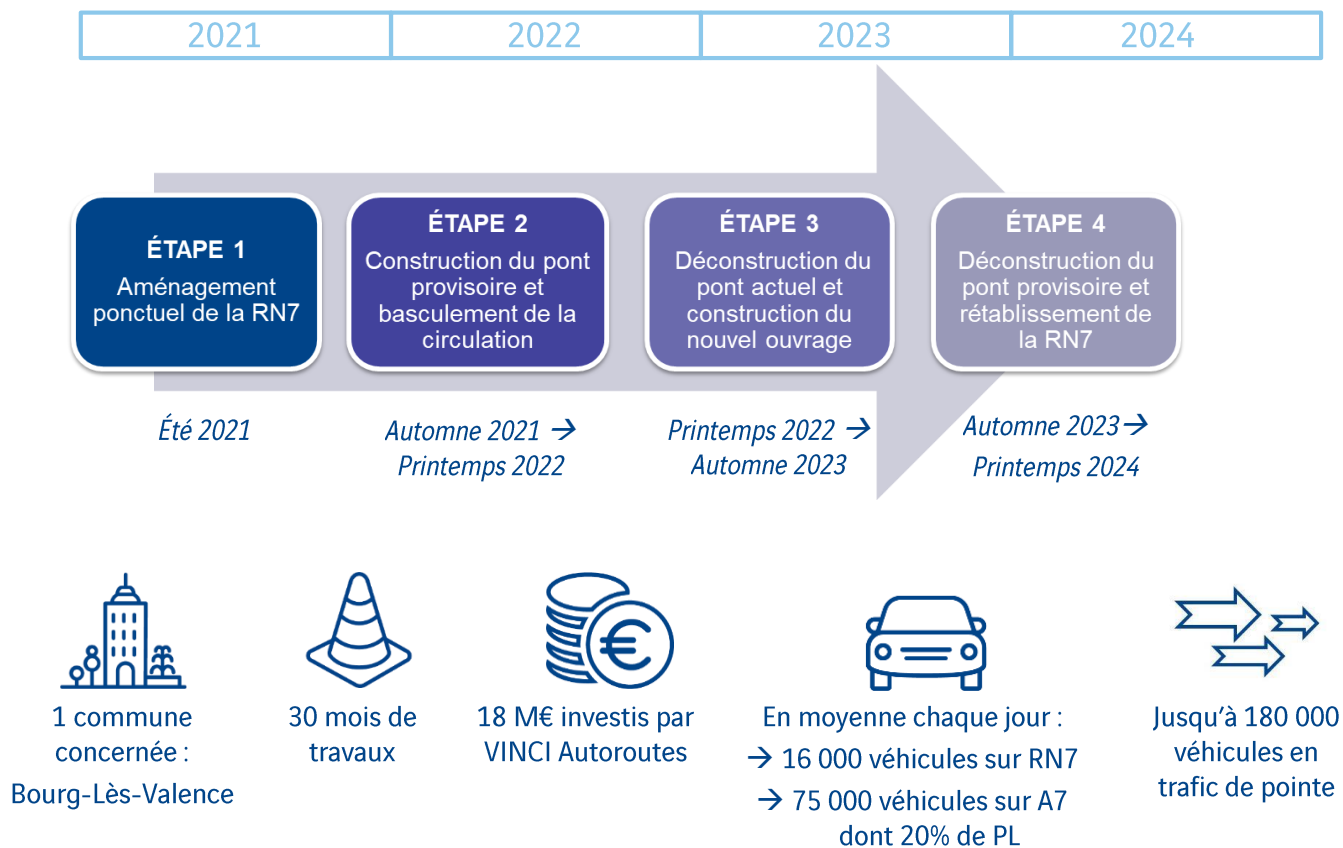 2021
2022
2023
2024
ÉTAPE 1
Aménagement
ponctuel de la RN7
ÉTAPE 2
Construction du pont
provisoire et
basculement de la
circulation
ÉTAPE 3
Déconstruction du
pont actuel et
construction du
nouvel ouvrage
ÉTAPE 4
Déconstruction du
pont provisoire et
rétablissement de
la RN7
Été 2021
Automne 2021 →
Printemps 2022
Printemps 2022 →
Automne 2023
Automne 2023→
Printemps 2024
1 commune
concernée :
Bourg-Lès-Valence
30 mois de
travaux
€
18 M€ investis par
VINCI Autoroutes
En moyenne chaque jour :
→ 16 000 véhicules sur RN7
→ 75 000 véhicules sur A7
dont 20% de PL
Jusqu'à 180 000
véhicules en
trafic de pointe